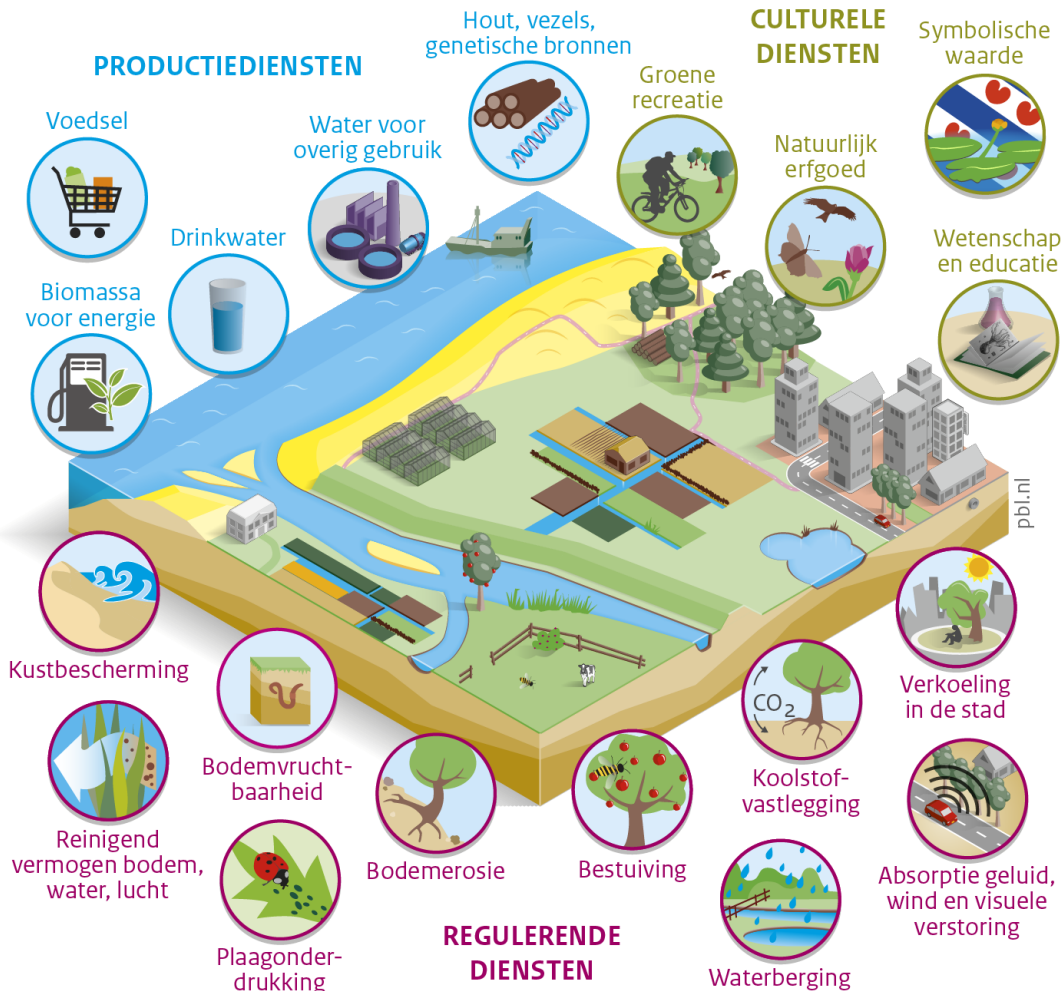 PRODUCTIEDIENSTEN
Voedsel
Biomassa
voor energie
Drinkwater
Water voor
overig gebruik
Hout, vezels,
genetische bronnen
CULTURELE
DIENSTEN
Groene
recreatie
Natuurlijk
erfgoed
Symbolische
waarde
Wetenschap
en educatie
pbl.nl
Kustbescherming
Reinigend
vermogen bodem,
water, lucht
Bodemvrucht-
baarheid
Plaagonder-
drukking
Bodemerosie
REGULERENDE
DIENSTEN
Bestuiving
CO2
Koolstof-
vastlegging
Waterberging
Verkoeling
in de stad
Absorptie geluid,
wind en visuele
verstoring